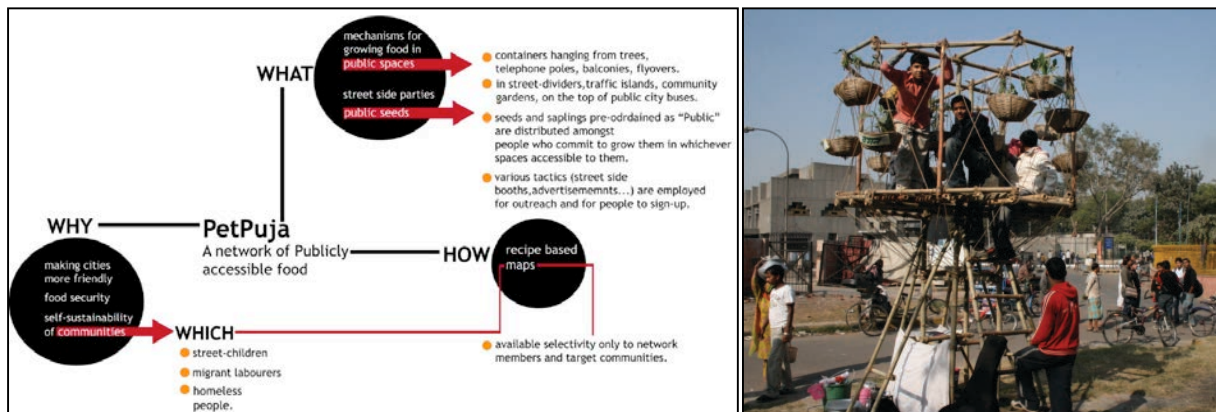 WHAT
mechanisms for
growing food in
public spaces
street side parties
public seeds
containers hanging from trees,
telephone poles, balconies, flyovers.
in street-dividers,traffic islands, community
gardens, on the top of public city buses.
seeds and saplings pre-odrdained as “Public”
are distributed amongst
people who commit to grow them in whichever
spaces accessible to them.
various tactics (street side
booths,advertisememnts...) are employed
for outreach and for people to sign-up.
WHY
making cities
more friendly
food security
self-sustainability
of communities
PetPuja
A network of Publicly
accessible food
HOW
recipe based
maps
WHICH
street-children
migrant labourers
homeless
people.
available selectivity only to network
members and target communities.